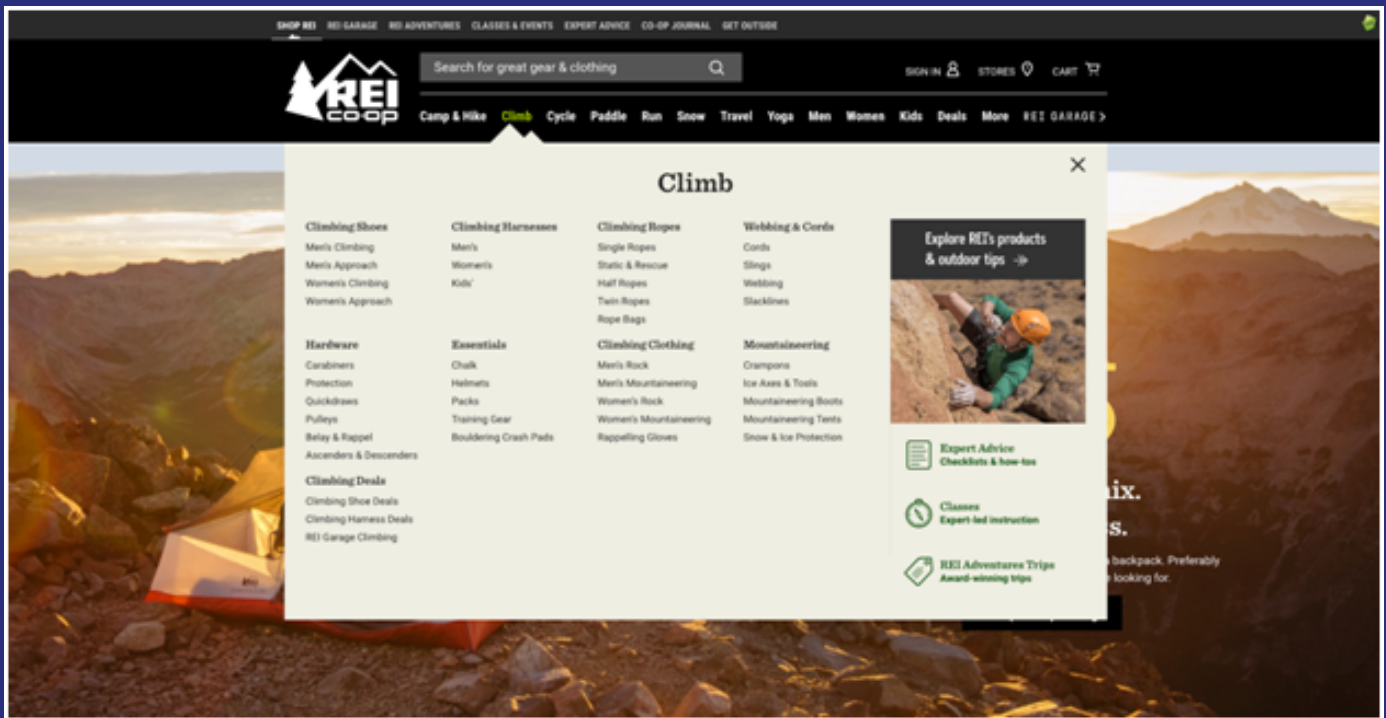 SHOP REI REI GARAGE REI ADVENTURES CLASSES & EVENTS EXPERT ADVICE CO-OP JOURNAL GET OUTSIDE
REI
CO·OP
Search for great gear & clothing
SIGN IN STORES CART
Camp & Hike Climb Cycle Paddle Run Snow Travel Yoga Men Women Kids Deals More REI GARAGE >
Climb
Climbing Shoes
Men's Climbing
Men's Approach
Women's Climbing
Women's Approach
Climbing Harnesses
Men's
Women's
Kids'
Climbing Ropes
Single Ropes
Static & Rescue
Half Ropes
Twin Ropes
Rope Bags
Webbing & Cords
Cords
Slings
Webbing
Slacklines
Hardware
Carabiners
Protection
Quickdraws
Pulleys
Belay & Rappel
Ascenders & Descenders
Essentials
Chalk
Helmets
Packs
Training Gear
Bouldering Crash Pads
Climbing Clothing
Men's Rock
Men's Mountaineering
Women's Rock
Women's Mountaineering
Rappelling Gloves
Mountaineering
Crampons
Ice Axes & Tools
Mountaineering Boots
Mountaineering Tents
Snow & Ice Protection
Climbing Deals
Climbing Shoe Deals
Climbing Harness Deals
REI Garage Climbing
Explore REI's products
& outdoor tips
Expert Advice
Checklists & how-tos
Classes
Expert-led instruction
REI Adventures Trips
Award-winning trips
ix.
s.
backpack. Preferably
looking for.
REI